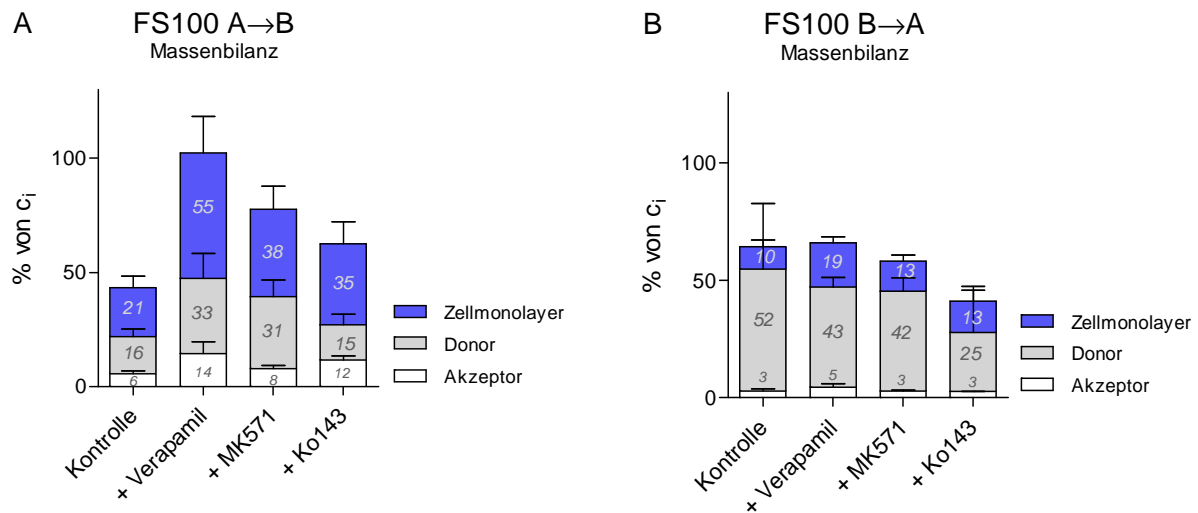 A
FS100 A→B
Massenbilanz
% von ci
100
50
0
55
38
35
21
33
31
16
15
6
14
8
12
Zellmonolayer
Donor
Akzeptor
Kontrolle
+ Verapamil
+ MK571
+ Ko143
B
FS100 B→A
Massenbilanz
% von ci
100
50
0
10
19
13
13
52
43
42
25
3
5
3
3
Zellmonolayer
Donor
Akzeptor
Kontrolle
+ Verapamil
+ MK571
+ Ko143